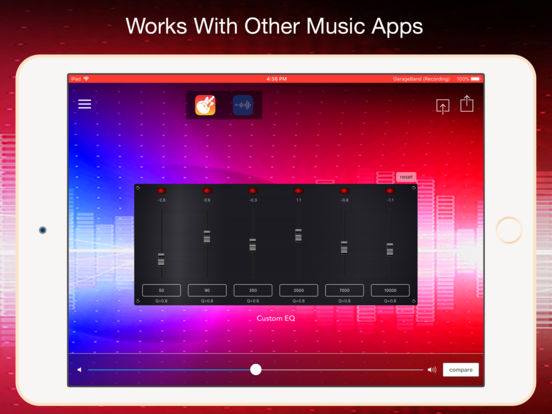 Works With Other Music Apps
iPod 4:38 PM GarageBand (Recording) 100%
reset
-2.8 0.6 -0.3 1.1 -0.8 -1.1
50 90 350 2000 7000 10000
Q=0.8 Q=0.8 Q=0.8 Q=0.8 Q=0.8 Q=0.8
Custom EQ
compare